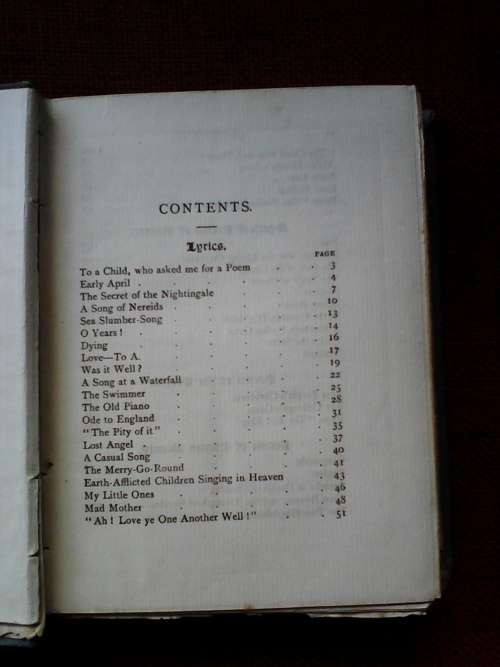 CONTENTS.
Lyrics.
PAGE
To a Child, who asked me for a Poem . . 3
Early April . . . . . 4
The Secret of the Nightingale . . . 7
A Song of Nereids . . . . 10
Sea Slumber-Song . . . . 13
O Years! . . . . . 14
Dying . . . . . 16
Love—To A. . . . . 17
Was it Well? . . . . 19
A Song at a Waterfall . . . . 22
The Swimmer . . . . 25
The Old Piano . . . . 28
Ode to England . . . . 31
"The Pity of it" . . . . 35
Lost Angel . . . . . 37
A Casual Song . . . . 40
The Merry-Go-Round . . . . 41
Earth-Afflicted Children Singing in Heaven . . 43
My Little Ones . . . . 46
Mad Mother . . . . 48
"Ah! Love ye One Another Well!" . . 51